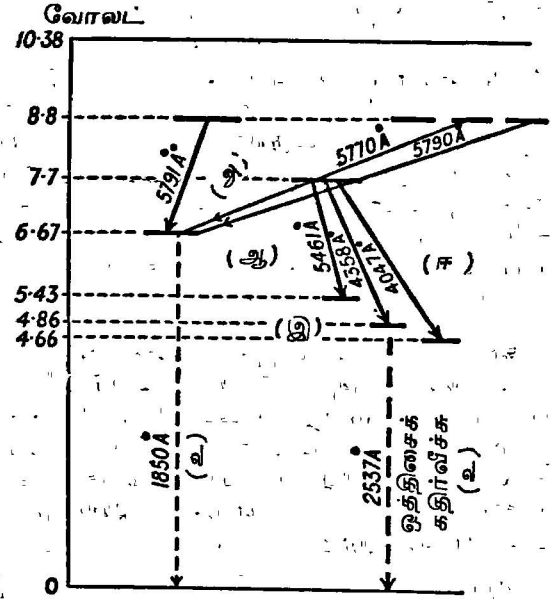 வோலட்
10·38
8·8
7·7
6·67
5·43
4·86
4·66
0
5791Å
(அ)
5770Å
5790Å
(ஆ)
5461Å
4358Å
4047Å
(ஈ)
(இ)
1850Å
(உ)
2537Å
ஒத்திசைக்
கதிர்வீச்சு
(உ)